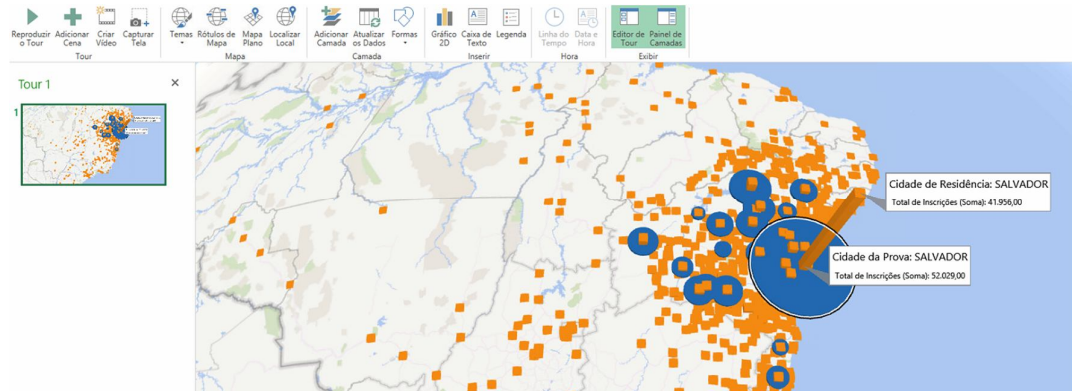 Reproduzir
o Tour
Adicionar
Cena
Criar
Vídeo
Capturar
Tela
Temas
Rótulos de
Mapa
Mapa
Plano
Localizar
Local
Adicionar
Camada
Atualizar
os Dados
Formas
Gráfico
2D
Caixa de
Texto
Legenda
Linha do
Tempo
Data e
Hora
Editor de
Tour
Painel de
Camadas
Tour
Mapa
Camada
Inserir
Hora
Exibir
Tour 1
1
Cidade de Residência: SALVADOR
Total de Inscrições (Soma): 41.956,00
Cidade da Prova: SALVADOR
Total de Inscrições (Soma): 52.029,00